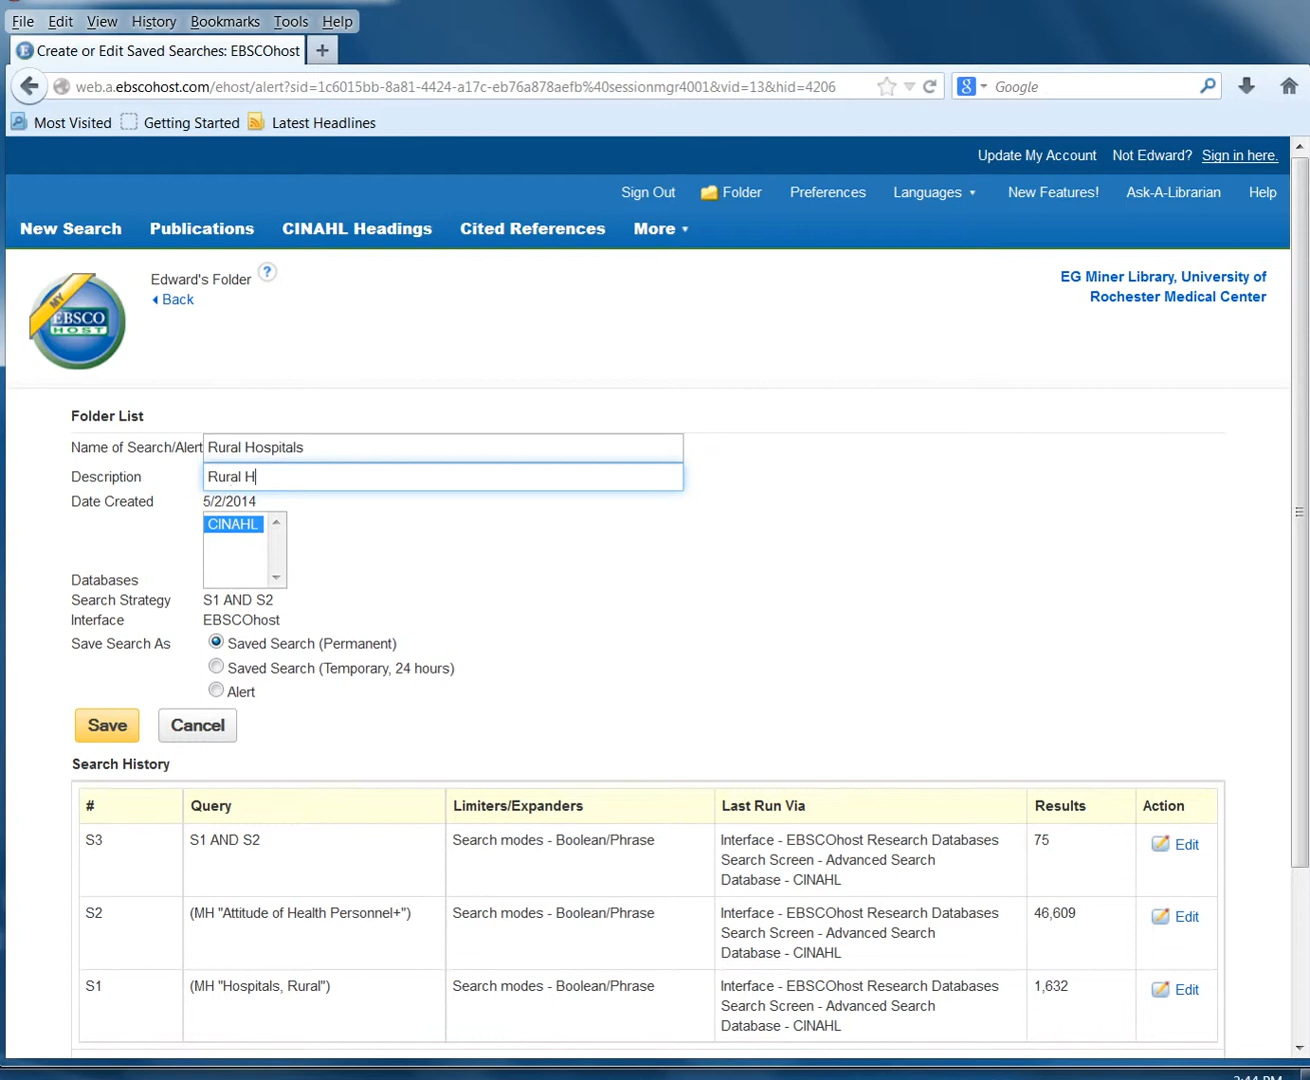 File Edit View History Bookmarks Tools Help
Create or Edit Saved Searches: EBSCOhost +
web.a.ebscohost.com/ehost/alert?sid=1c6015bb-8a81-4424-a17c-eb76a878aefb%40sessionmgr4001&vid=13&hid=4206
8 Google
Most Visited Getting Started Latest Headlines
Update My Account Not Edward? Sign in here.
Sign Out Folder Preferences Languages New Features! Ask-A-Librarian Help
New Search Publications CINAHL Headings Cited References More
MY EBSCO HOST
Edward's Folder ?
Back
EG Miner Library, University of
Rochester Medical Center
Folder List
Name of Search/Alert Rural Hospitals
Description Rural H
Date Created 5/2/2014
CINAHL
Databases
Search Strategy S1 AND S2
Interface EBSCOhost
Save Search As Saved Search (Permanent)
Saved Search (Temporary, 24 hours)
Alert
Save Cancel
Search History
# Query Limiters/Expanders Last Run Via Results Action
S3 S1 AND S2 Search modes - Boolean/Phrase Interface - EBSCOhost Research Databases 75 Edit
Search Screen - Advanced Search
Database - CINAHL
S2 (MH "Attitude of Health Personnel+") Search modes - Boolean/Phrase Interface - EBSCOhost Research Databases 46,609 Edit
Search Screen - Advanced Search
Database - CINAHL
S1 (MH "Hospitals, Rural") Search modes - Boolean/Phrase Interface - EBSCOhost Research Databases 1,632 Edit
Search Screen - Advanced Search
Database - CINAHL